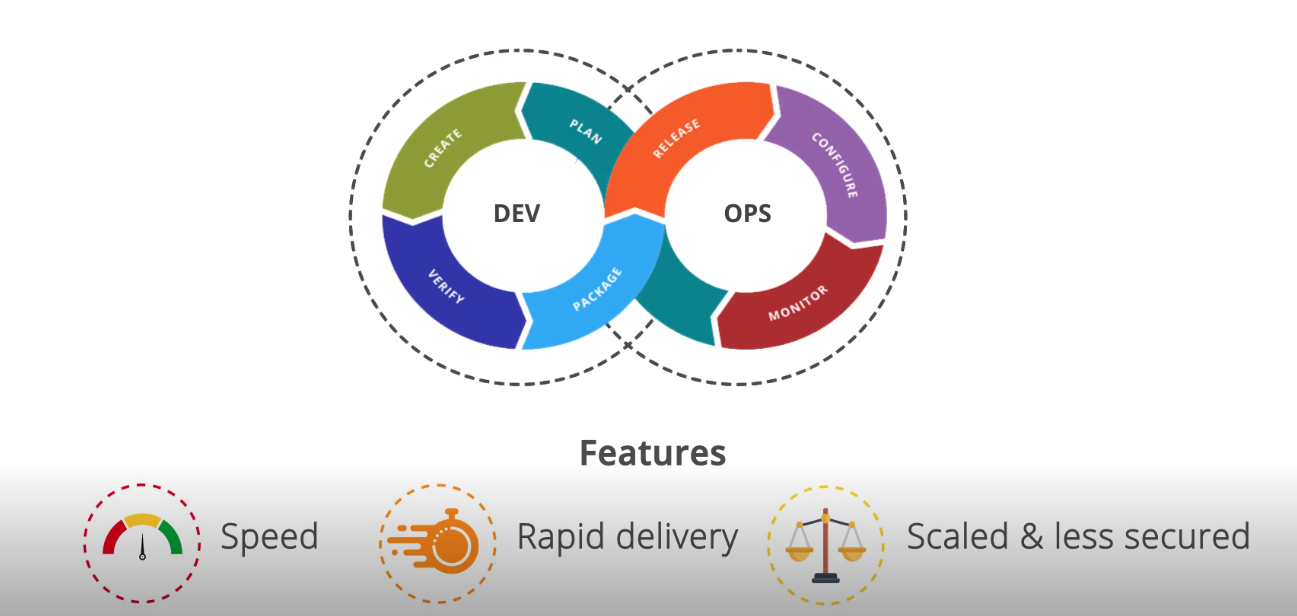 CREATE
PLAN
RELEASE
CONFIGURE
DEV
OPS
VERIFY
PACKAGE
MONITOR
Features
Speed
Rapid delivery
Scaled & less secured